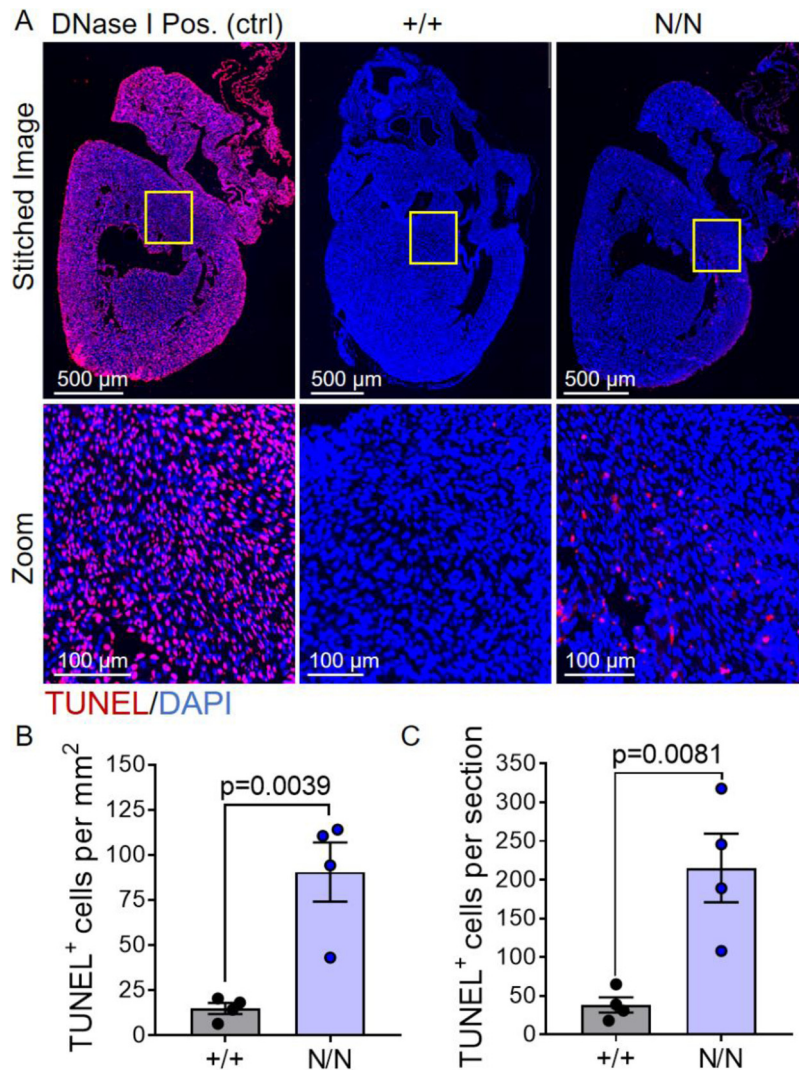 A
DNase I Pos. (ctrl)
+/+
N/N
Stitched Image
500 µm
500 µm
500 µm
Zoom
100 µm
100 µm
100 µm
TUNEL/DAPI
B
TUNEL⁺ cells per mm²
150
125
100
75
50
25
0
p=0.0039
+/+
N/N
C
TUNEL⁺ cells per section
350
300
250
200
150
100
50
0
p=0.0081
+/+
N/N